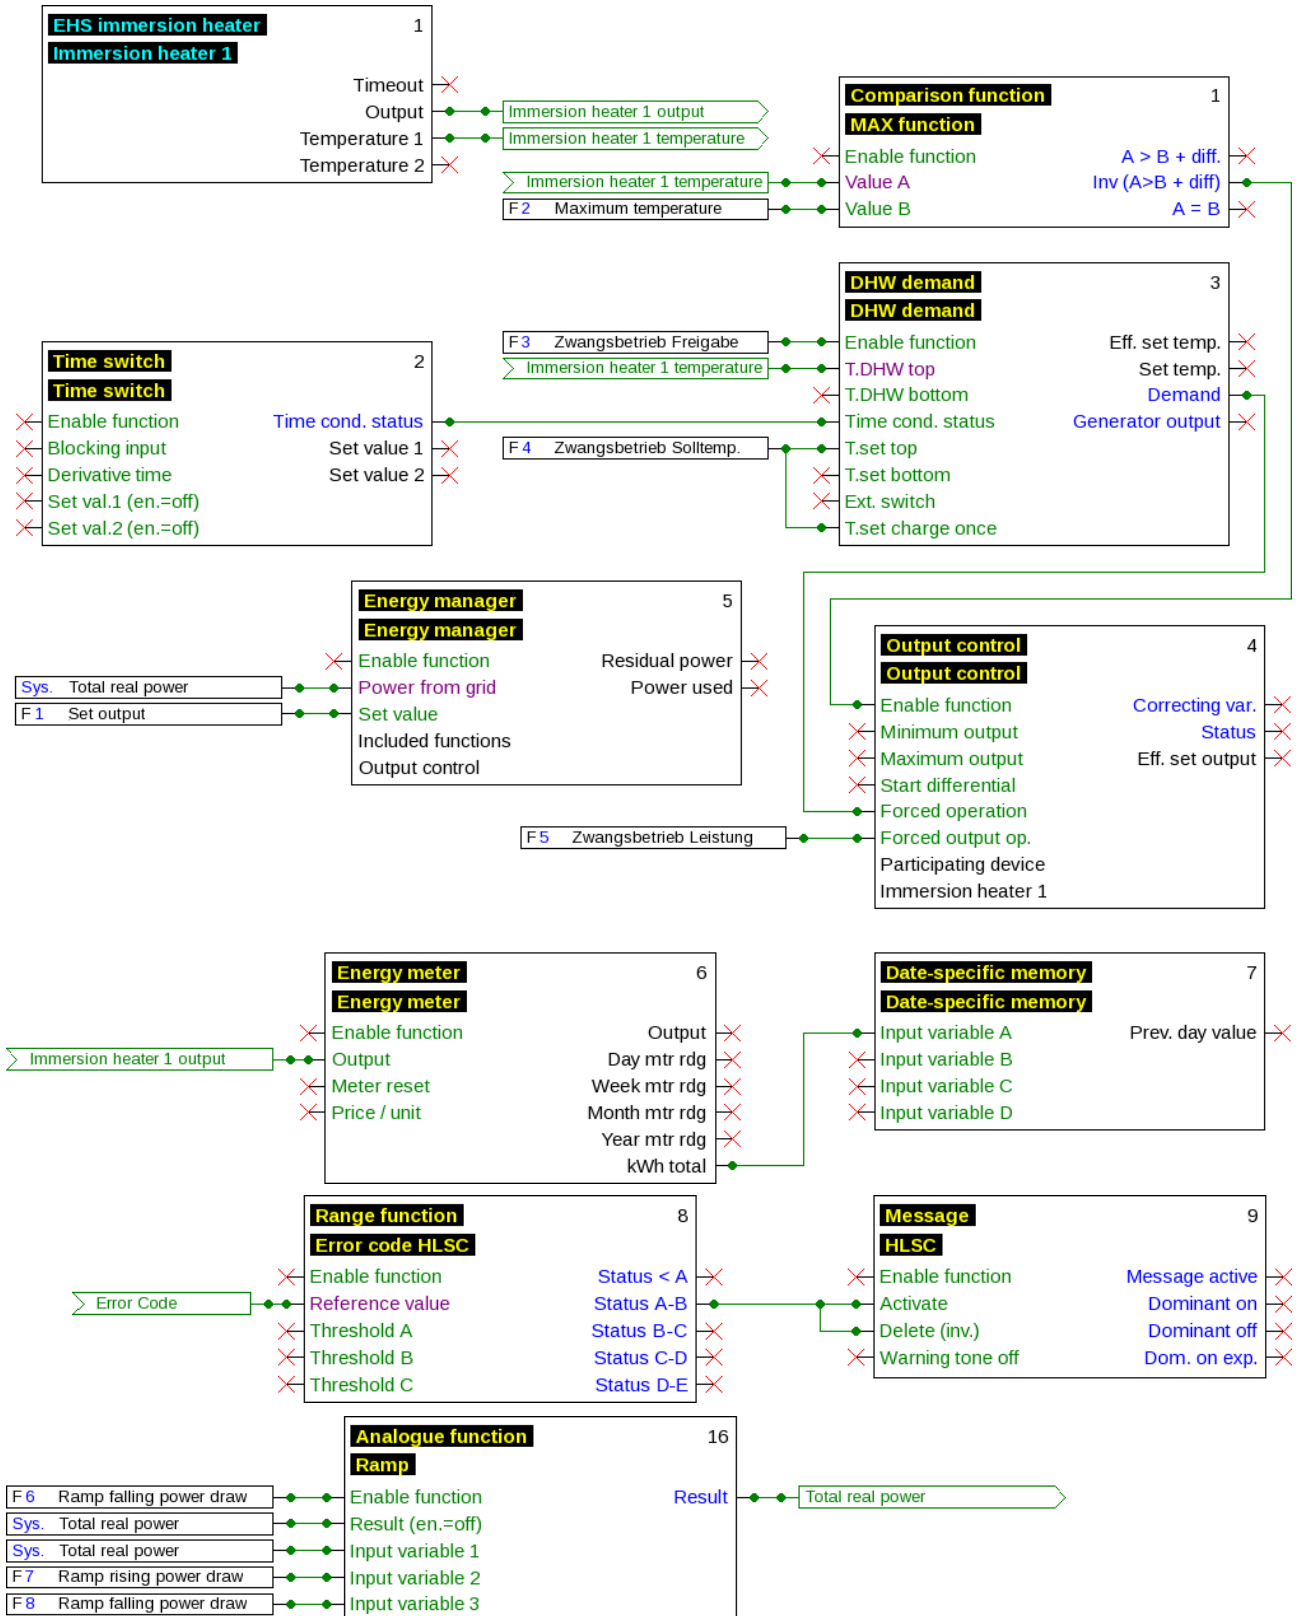 EHS immersion heater 1
Immersion heater 1
Timeout
Output
Temperature 1
Temperature 2
Immersion heater 1 output
Immersion heater 1 temperature
Comparison function 1
MAX function
Enable function A > B + diff.
Value A Inv (A>B + diff)
Value B A = B
Immersion heater 1 temperature
F 2 Maximum temperature
DHW demand 3
DHW demand
Enable function Eff. set temp.
T.DHW top Set temp.
T.DHW bottom Demand
Time cond. status Generator output
T.set top
T.set bottom
Ext. switch
T.set charge once
F 3 Zwangsbetrieb Freigabe
Immersion heater 1 temperature
F 4 Zwangsbetrieb Solltemp.
Time switch 2
Time switch
Enable function Time cond. status
Blocking input Set value 1
Derivative time Set value 2
Set val.1 (en.=off)
Set val.2 (en.=off)
Energy manager 5
Energy manager
Enable function Residual power
Power from grid Power used
Set value
Included functions
Output control
Sys. Total real power
F 1 Set output
Output control 4
Output control
Enable function Correcting var.
Minimum output Status
Maximum output Eff. set output
Start differential
Forced operation
Forced output op.
Participating device
Immersion heater 1
F 5 Zwangsbetrieb Leistung
Energy meter 6
Energy meter
Enable function Output
Output Day mtr rdg
Meter reset Week mtr rdg
Price / unit Month mtr rdg
Year mtr rdg
kWh total
Immersion heater 1 output
Date-specific memory 7
Date-specific memory
Input variable A Prev. day value
Input variable B
Input variable C
Input variable D
Range function 8
Error code HLSC
Enable function Status < A
Reference value Status A-B
Threshold A Status B-C
Threshold B Status C-D
Threshold C Status D-E
Error Code
Message 9
HLSC
Enable function Message active
Activate Dominant on
Delete (inv.) Dominant off
Warning tone off Dom. on exp.
Analogue function 16
Ramp
Enable function Result
Result (en.=off)
Input variable 1
Input variable 2
Input variable 3
F 6 Ramp falling power draw
Sys. Total real power
Sys. Total real power
F 7 Ramp rising power draw
F 8 Ramp falling power draw
Total real power